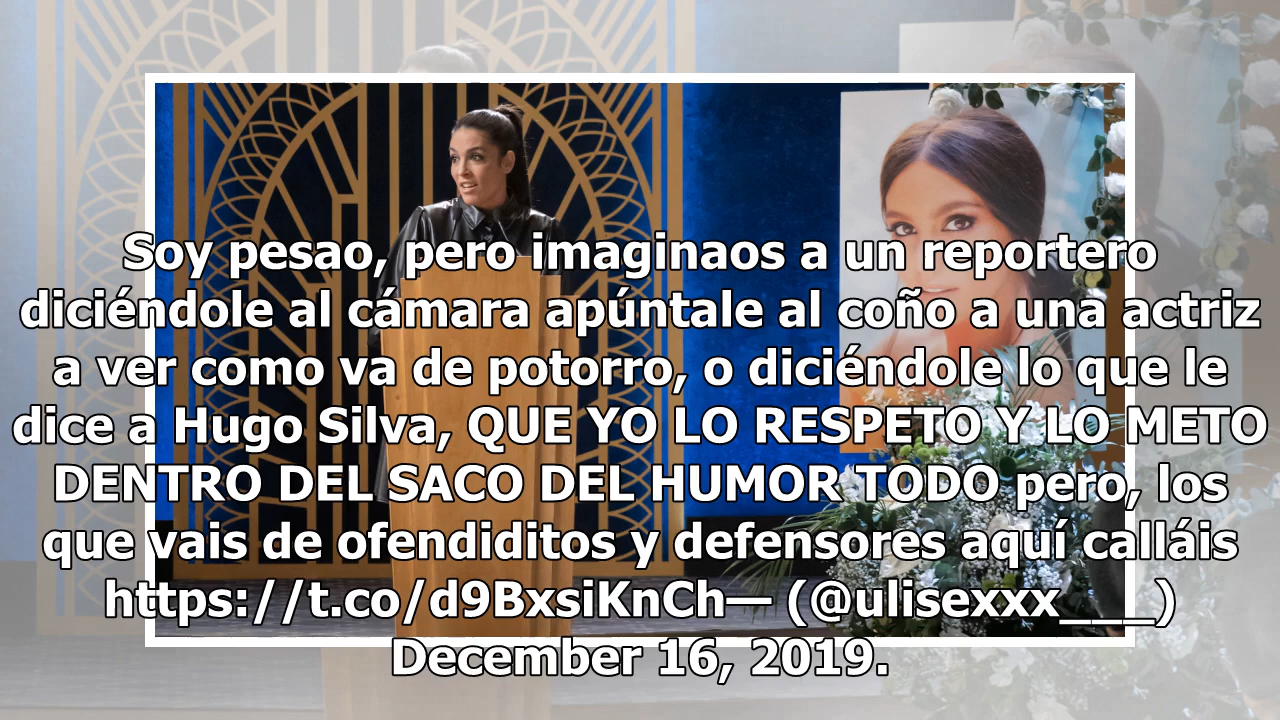 Soy pesao, pero imaginaos a un reportero
diciéndole al cámara apúntale al coño a una actriz
a ver como va de potorro, o diciéndole lo que le
dice a Hugo Silva, QUE YO LO RESPETO Y LO METO
DENTRO DEL SACO DEL HUMOR TODO pero, los
que vais de ofendiditos y defensores aquí calláis
https://t.co/d9BxsiKnCh— (@ulisexxx___)
December 16, 2019.